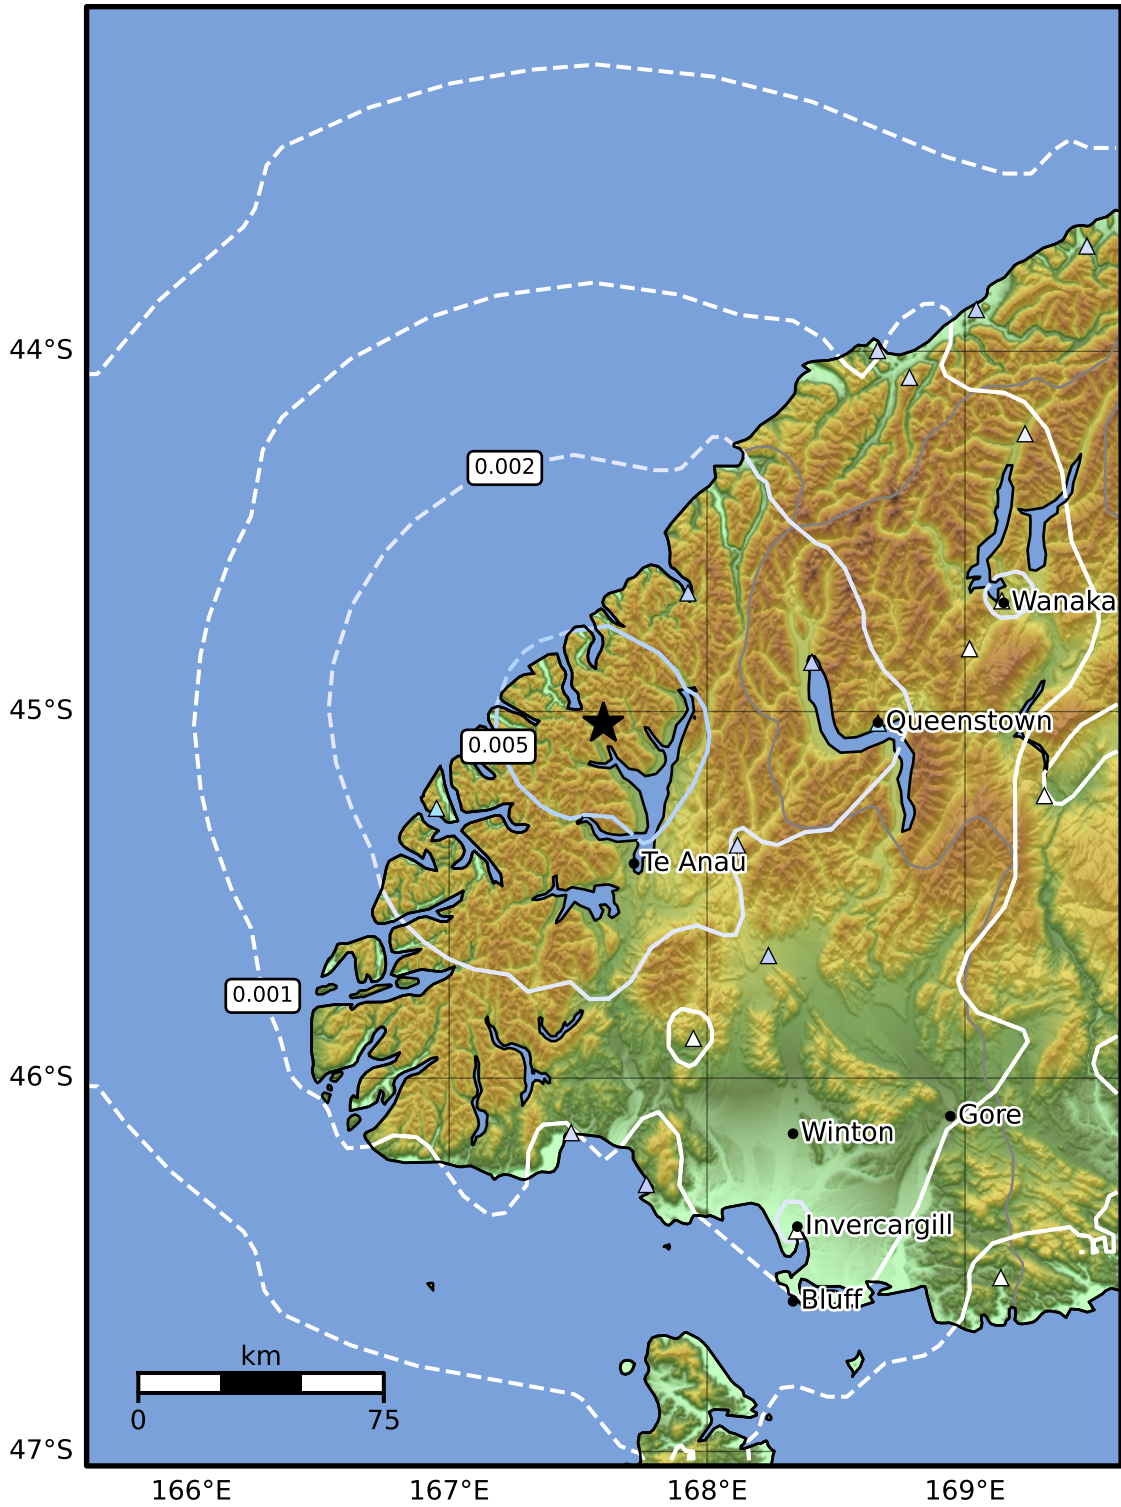 44°S
0.002
Wanaka
45°S
Queenstown
0.005
Te Anau
0.001
46°S
Gore
Winton
Invercargill
Bluff
km
0 75
47°S
166°E 167°E 168°E 169°E